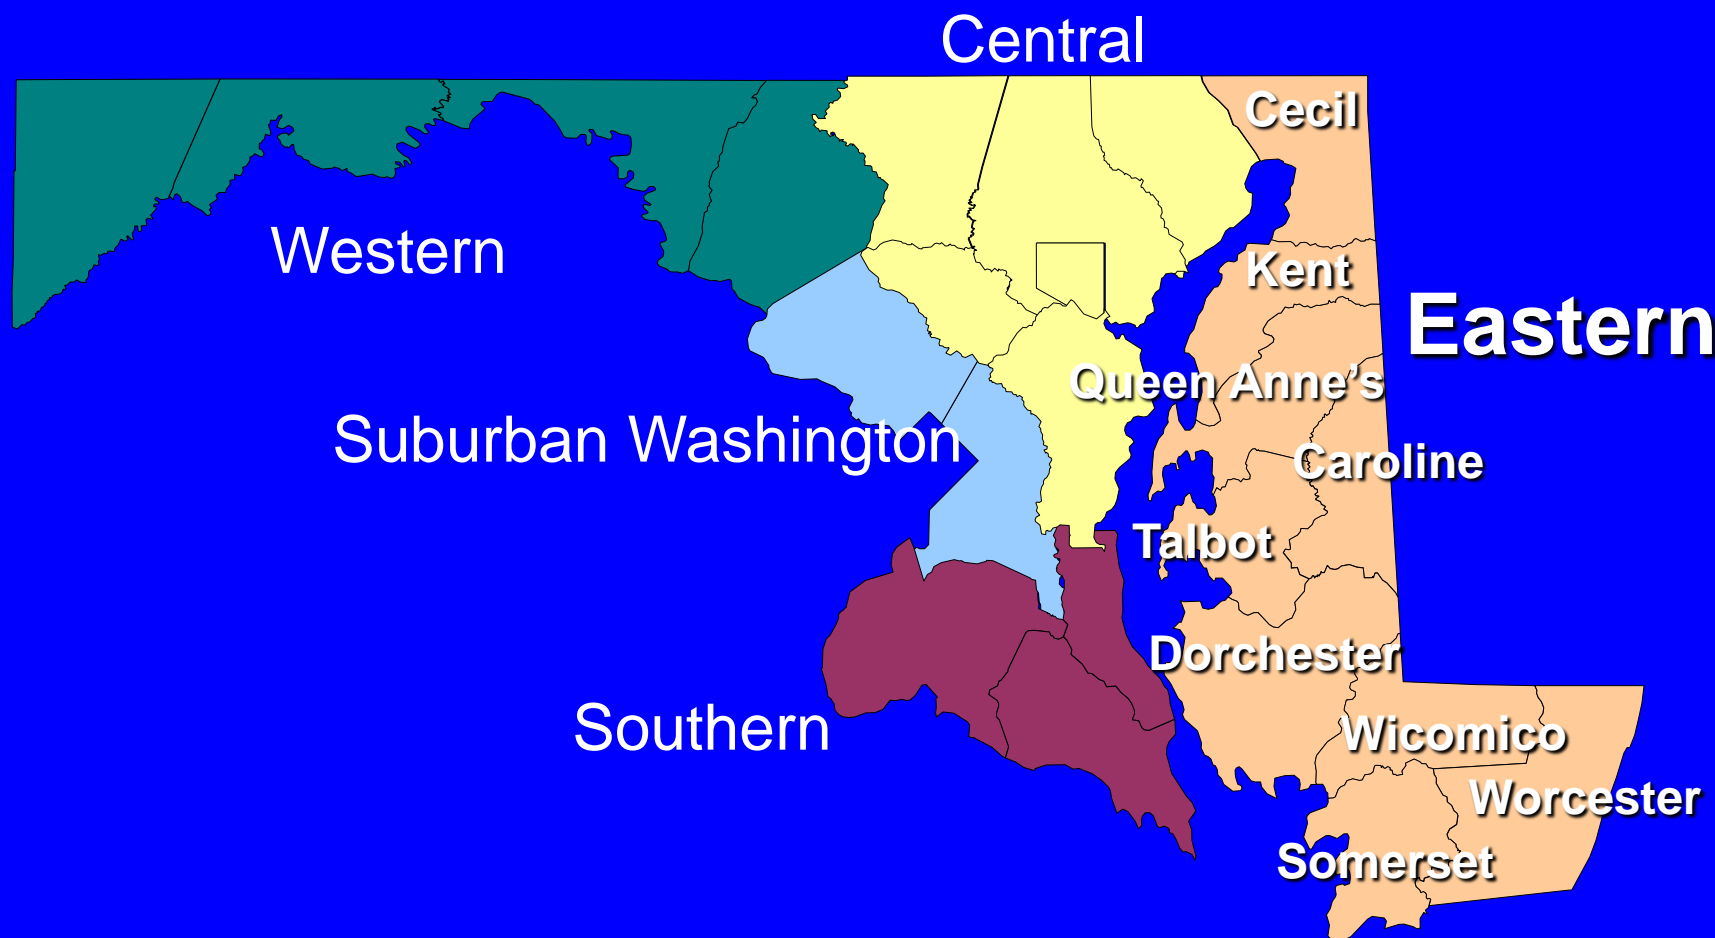 Central
Cecil
Western
Kent
Eastern
Queen Anne’s
Suburban Washington
Caroline
Talbot
Dorchester
Southern
Wicomico
Worcester
Somerset